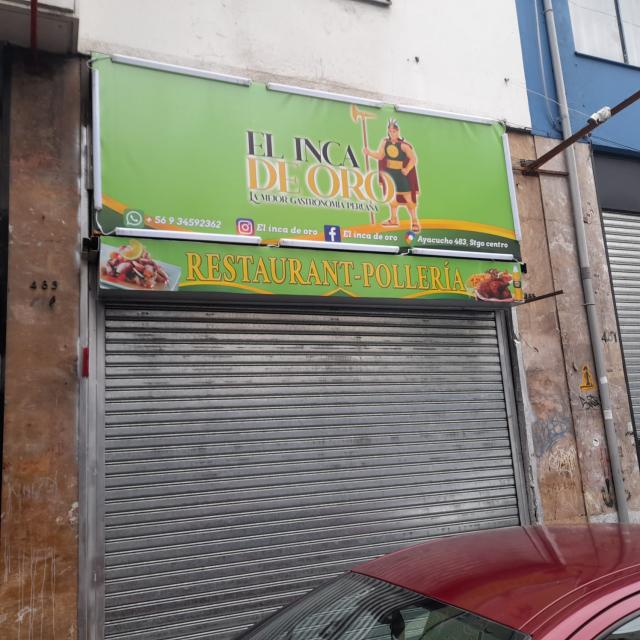 EL INCA
DE ORO
LA MEJOR GASTRONOMÍA PERUANA
+ 56 9 34592362
El inca de oro
El inca de oro
Ayacucho 483, Stgo centro
RESTAURANT-POLLERÍA
483